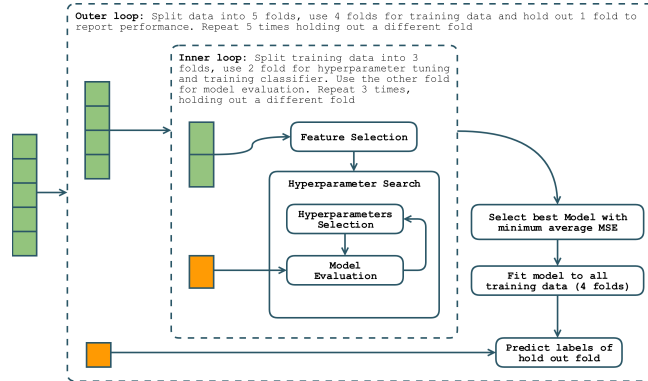 Outer loop: Split data into 5 folds, use 4 folds for training data and hold out 1 fold to
report performance. Repeat 5 times holding out a different fold
Inner loop: Split training data into 3
folds, use 2 fold for hyperparameter tuning
and training classifier. Use the other fold
for model evaluation. Repeat 3 times,
holding out a different fold
Feature Selection
Hyperparameter Search
Hyperparameters
Selection
Model
Evaluation
Select best Model with
minimum average MSE
Fit model to all
training data (4 folds)
Predict labels of
hold out fold